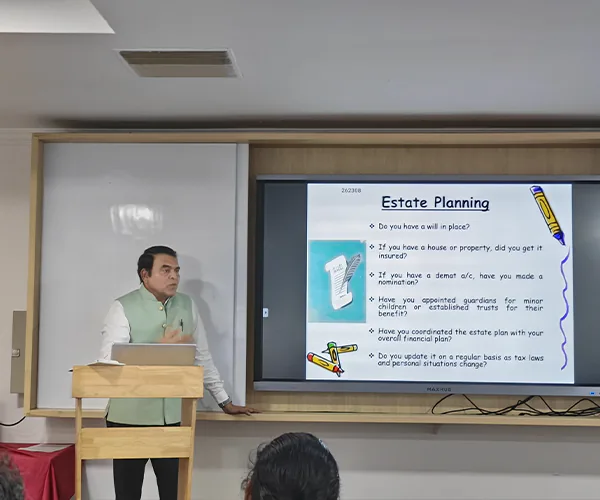 262308
Estate Planning
❖ Do you have a will in place?
❖ If you have a house or property, did you get it
insured?
❖ If you have a demat a/c, have you made a
nomination?
❖ Have you appointed guardians for minor
children or established trusts for their
benefit?
❖ Have you coordinated the estate plan with your
overall financial plan?
❖ Do you update it on a regular basis as tax laws
and personal situations change?